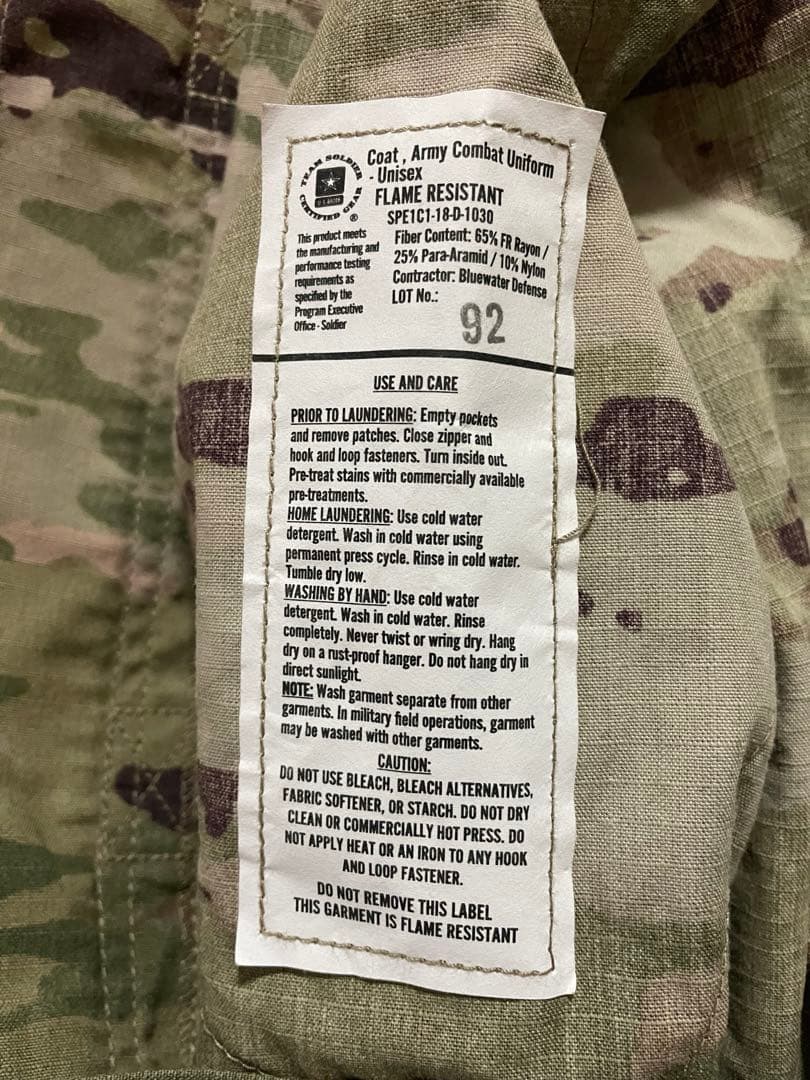 TEAM SOLDIER
CERTIFIED GEAR
®
Coat , Army Combat Uniform
- Unisex
FLAME RESISTANT
SPE1C1-18-D-1030
This product meets
the manufacturing and
performance testing
requirements as
specified by the
Program Executive
Office - Soldier
Fiber Content: 65% FR Rayon /
25% Para-Aramid / 10% Nylon
Contractor: Bluewater Defense
LOT No.:
92
USE AND CARE
PRIOR TO LAUNDERING: Empty pockets
and remove patches. Close zipper and
hook and loop fasteners. Turn inside out.
Pre-treat stains with commercially available
pre-treatments.
HOME LAUNDERING: Use cold water
detergent. Wash in cold water using
permanent press cycle. Rinse in cold water.
Tumble dry low.
WASHING BY HAND: Use cold water
detergent. Wash in cold water. Rinse
completely. Never twist or wring dry. Hang
dry on a rust-proof hanger. Do not hang dry in
direct sunlight.
NOTE: Wash garment separate from other
garments. In military field operations, garment
may be washed with other garments.
CAUTION:
DO NOT USE BLEACH, BLEACH ALTERNATIVES,
FABRIC SOFTENER, OR STARCH. DO NOT DRY
CLEAN OR COMMERCIALLY HOT PRESS. DO
NOT APPLY HEAT OR AN IRON TO ANY HOOK
AND LOOP FASTENER.
DO NOT REMOVE THIS LABEL
THIS GARMENT IS FLAME RESISTANT